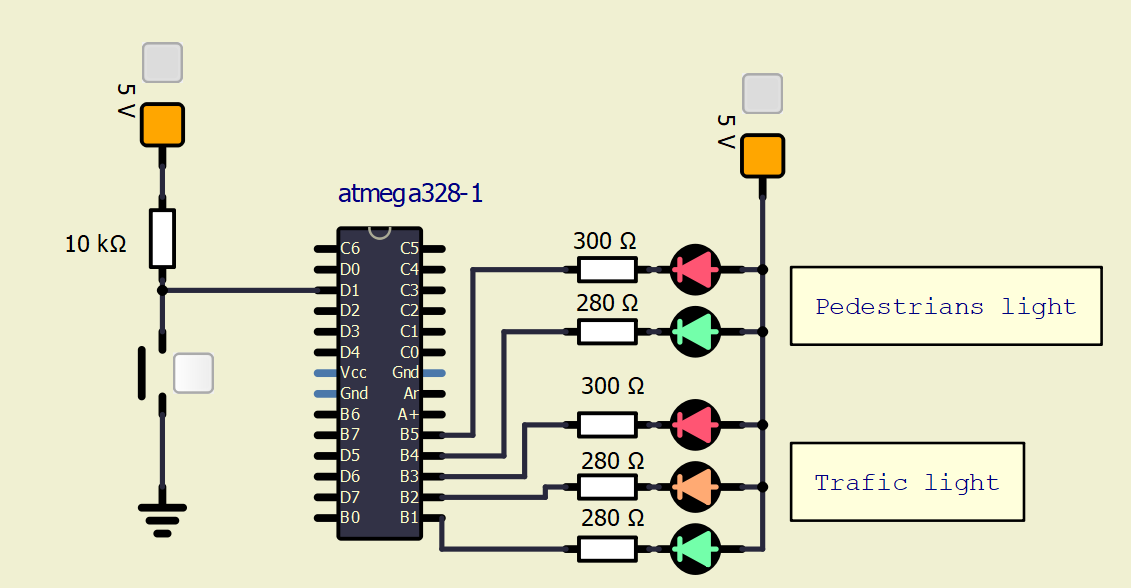 5 V
5 V
atmega328-1
10 kΩ
C6 C5
D0 C4
D1 C3
D2 C2
D3 C1
D4 C0
Vcc Gnd
Gnd Ar
B6 A+
B7 B5
D5 B4
D6 B3
D7 B2
B0 B1
300 Ω
280 Ω
300 Ω
280 Ω
280 Ω
Pedestrians light
Trafic light